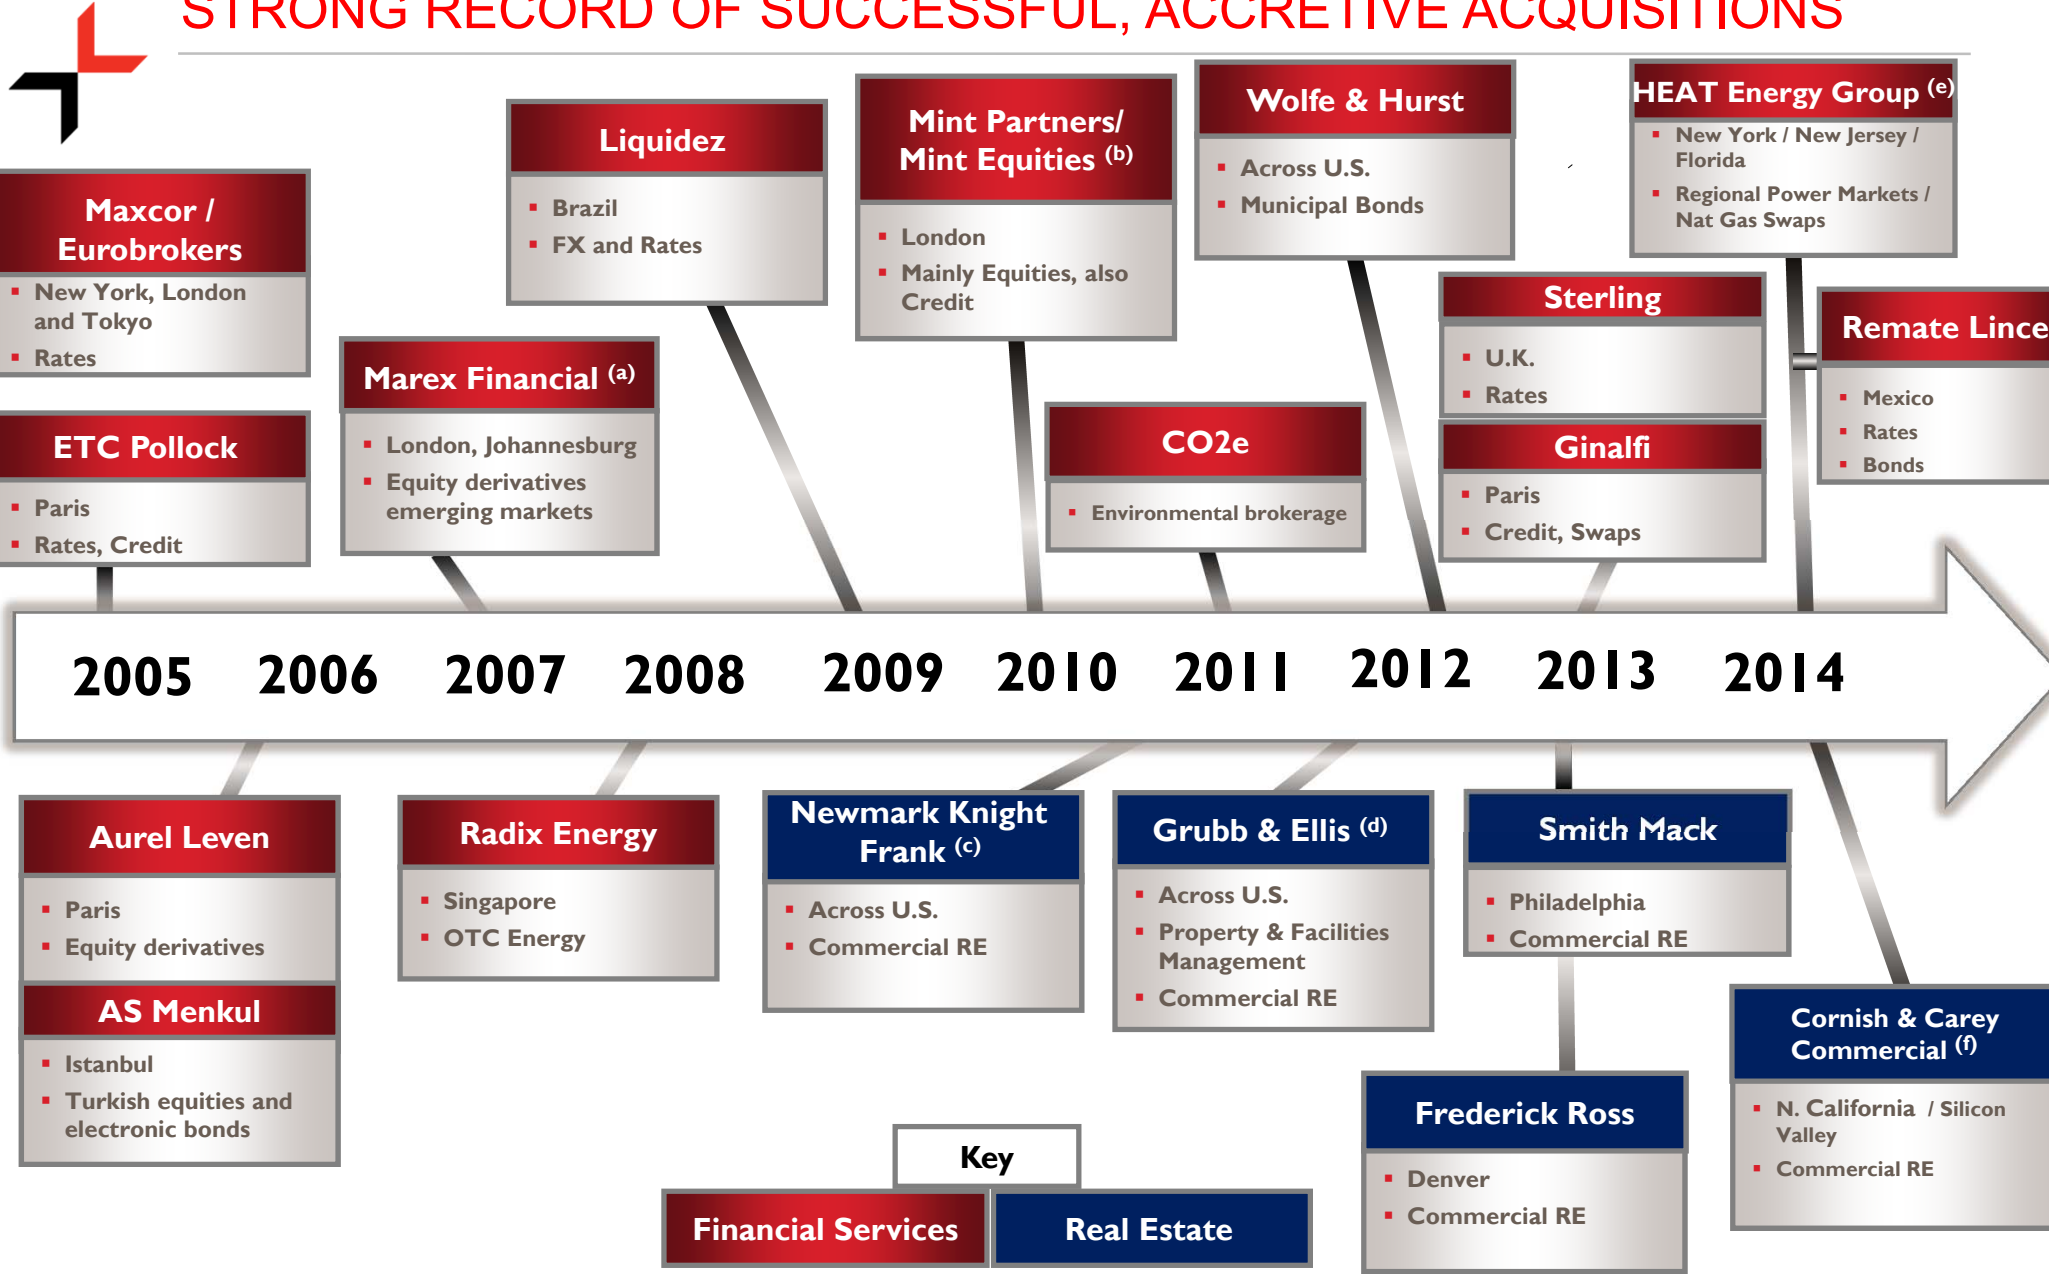 STRONG RECORD OF SUCCESSFUL, ACCRETIVE ACQUISITIONS
Maxcor /
Eurobrokers
▪ New York, London
and Tokyo
▪ Rates
ETC Pollock
▪ Paris
▪ Rates, Credit
Marex Financial (a)
▪ London, Johannesburg
▪ Equity derivatives
emerging markets
Liquidez
▪ Brazil
▪ FX and Rates
Mint Partners/
Mint Equities (b)
▪ London
▪ Mainly Equities, also
Credit
CO2e
▪ Environmental brokerage
Wolfe & Hurst
▪ Across U.S.
▪ Municipal Bonds
Sterling
▪ U.K.
▪ Rates
Ginalfi
▪ Paris
▪ Credit, Swaps
HEAT Energy Group (e)
▪ New York / New Jersey /
Florida
▪ Regional Power Markets /
Nat Gas Swaps
Remate Lince
▪ Mexico
▪ Rates
▪ Bonds
2005 2006 2007 2008 2009 2010 2011 2012 2013 2014
Aurel Leven
▪ Paris
▪ Equity derivatives
AS Menkul
▪ Istanbul
▪ Turkish equities and
electronic bonds
Radix Energy
▪ Singapore
▪ OTC Energy
Newmark Knight
Frank (c)
▪ Across U.S.
▪ Commercial RE
Grubb & Ellis (d)
▪ Across U.S.
▪ Property & Facilities
Management
▪ Commercial RE
Smith Mack
▪ Philadelphia
▪ Commercial RE
Frederick Ross
▪ Denver
▪ Commercial RE
Cornish & Carey
Commercial (f)
▪ N. California / Silicon
Valley
▪ Commercial RE
Key
Financial Services
Real Estate